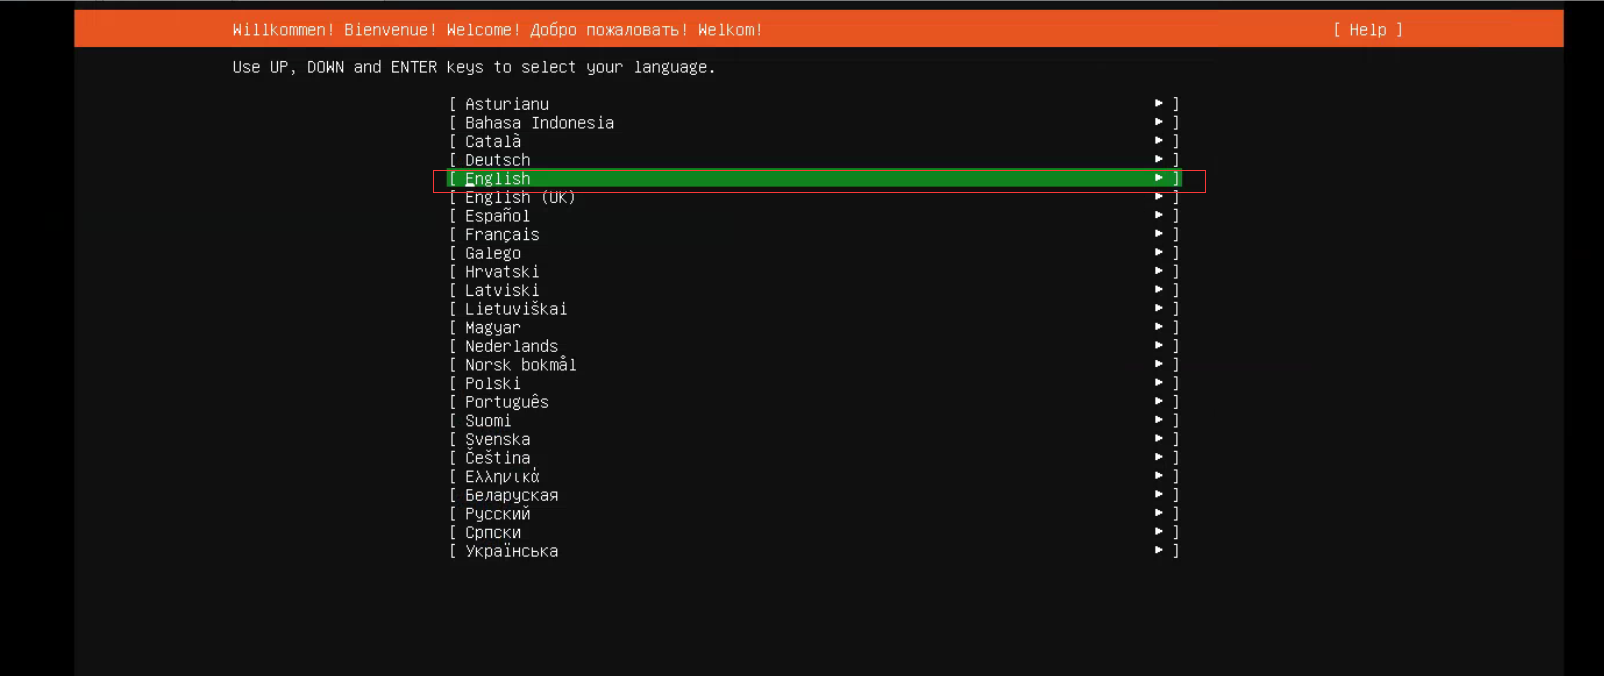 Willkommen! Bienvenue! Welcome! Добро пожаловать! Welkom! [ Help ]
Use UP, DOWN and ENTER keys to select your language.
[ Asturianu ▸ ]
[ Bahasa Indonesia ▸ ]
[ Català ▸ ]
[ Deutsch ▸ ]
[ English ▸ ]
[ English (UK) ▸ ]
[ Español ▸ ]
[ Français ▸ ]
[ Galego ▸ ]
[ Hrvatski ▸ ]
[ Latviski ▸ ]
[ Lietuviškai ▸ ]
[ Magyar ▸ ]
[ Nederlands ▸ ]
[ Norsk bokmål ▸ ]
[ Polski ▸ ]
[ Português ▸ ]
[ Suomi ▸ ]
[ Svenska ▸ ]
[ Čeština ▸ ]
[ Ελληνικά ▸ ]
[ Беларуская ▸ ]
[ Русский ▸ ]
[ Српски ▸ ]
[ Українська ▸ ]